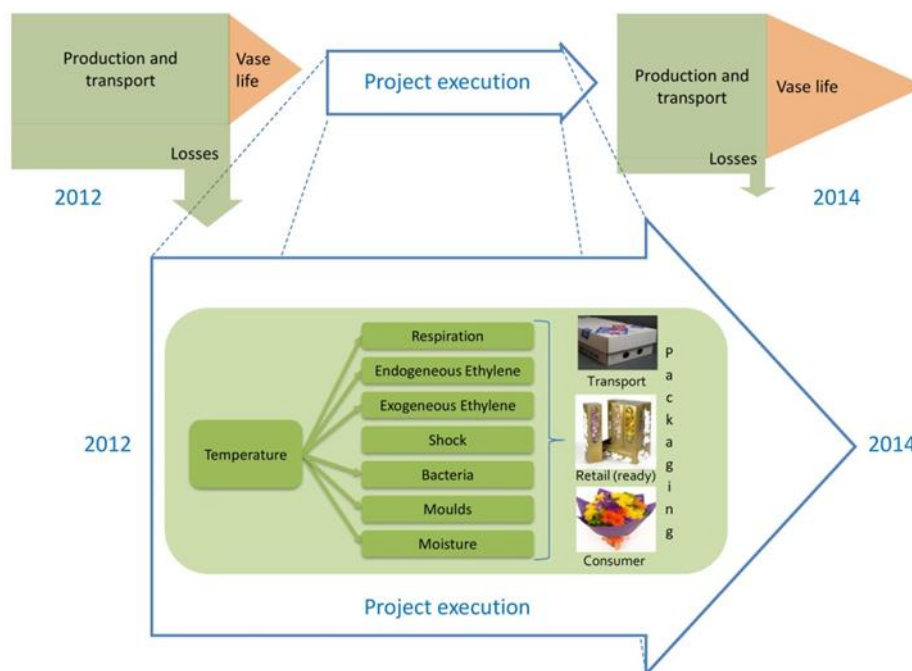 Production and
transport
Vase
life
Losses
2012
Project execution
Production and
transport
Vase life
Losses
2014
2012
Temperature
Respiration
Endogeneous Ethylene
Exogeneous Ethylene
Shock
Bacteria
Moulds
Moisture
Transport
Retail (ready)
Consumer
P
a
c
k
a
g
i
n
g
2014
Project execution